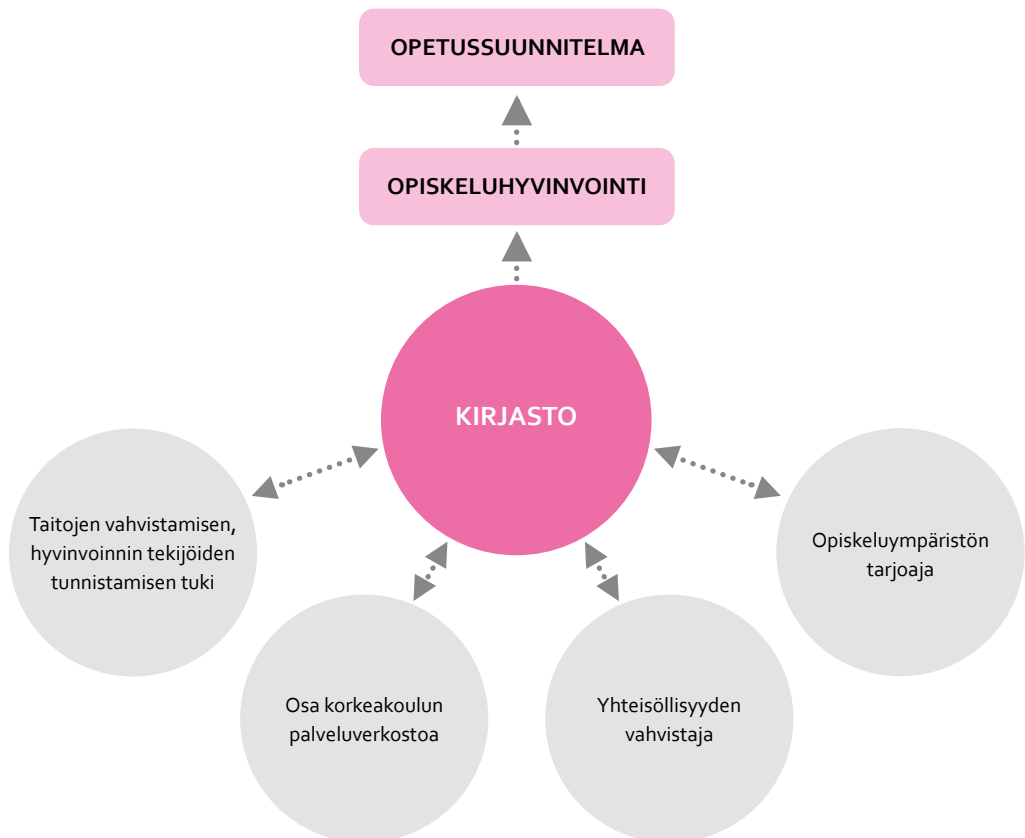 OPETUSSUUNNITELMA
OPISKELUHYVINVOINTI
KIRJASTO
Taitojen vahvistamisen,
hyvinvoinnin tekijöiden
tunnistamisen tuki
Osa korkeakoulun
palveluverkostoa
Yhteisöllisyyden
vahvistaja
Opiskeluympäristön
tarjoaja